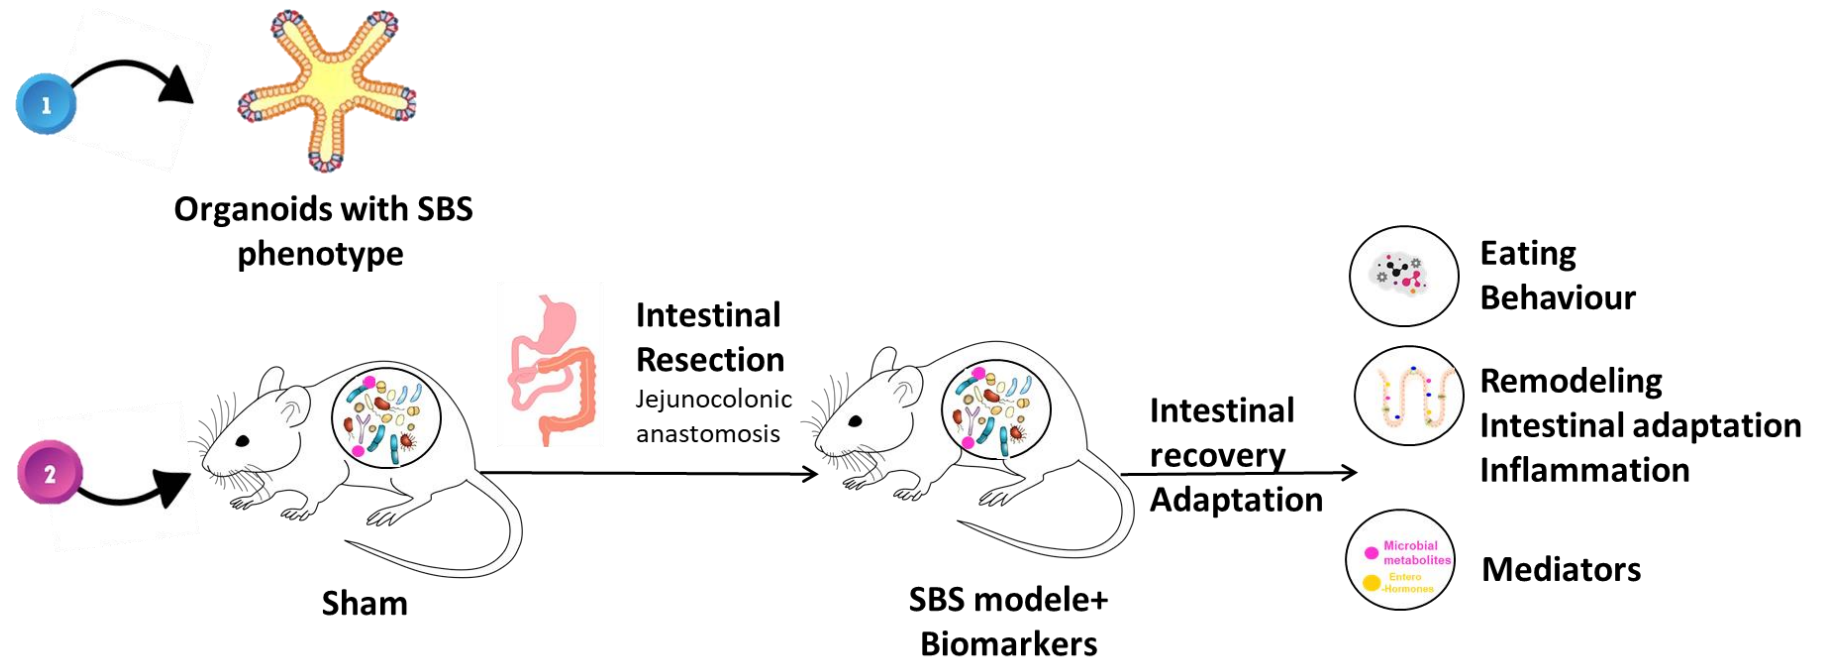 1
Organoids with SBS
phenotype
2
Sham
Intestinal
Resection
Jejunocolonic
anastomosis
SBS modele+
Biomarkers
Intestinal
recovery
Adaptation
Eating
Behaviour
Remodeling
Intestinal adaptation
Inflammation
Microbial
metabolites
Entero
-Hormones
Mediators